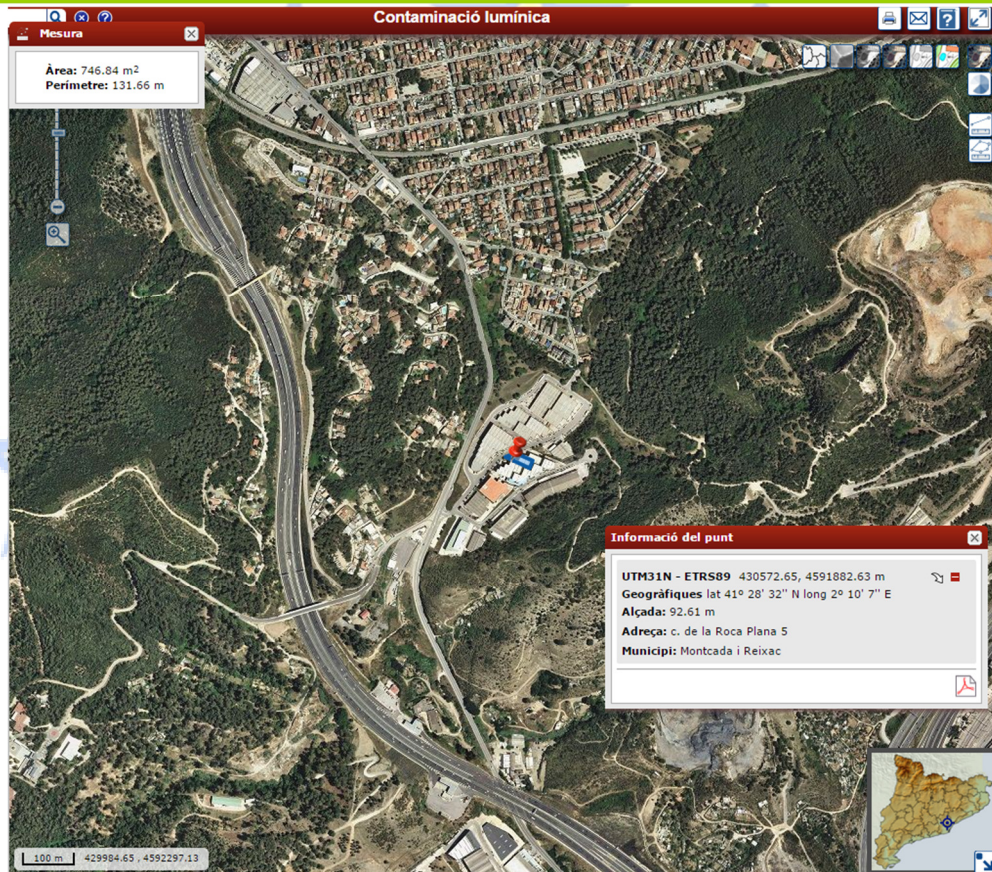 Contaminació lumínica
Mesura
Àrea: 746.84 m²
Perímetre: 131.66 m
Informació del punt
UTM31N - ETRS89 430572.65, 4591882.63 m
Geogràfiques lat 41º 28' 32'' N long 2º 10' 7'' E
Alçada: 92.61 m
Adreça: c. de la Roca Plana 5
Municipi: Montcada i Reixac
100 m 429984.65 , 4592297.13